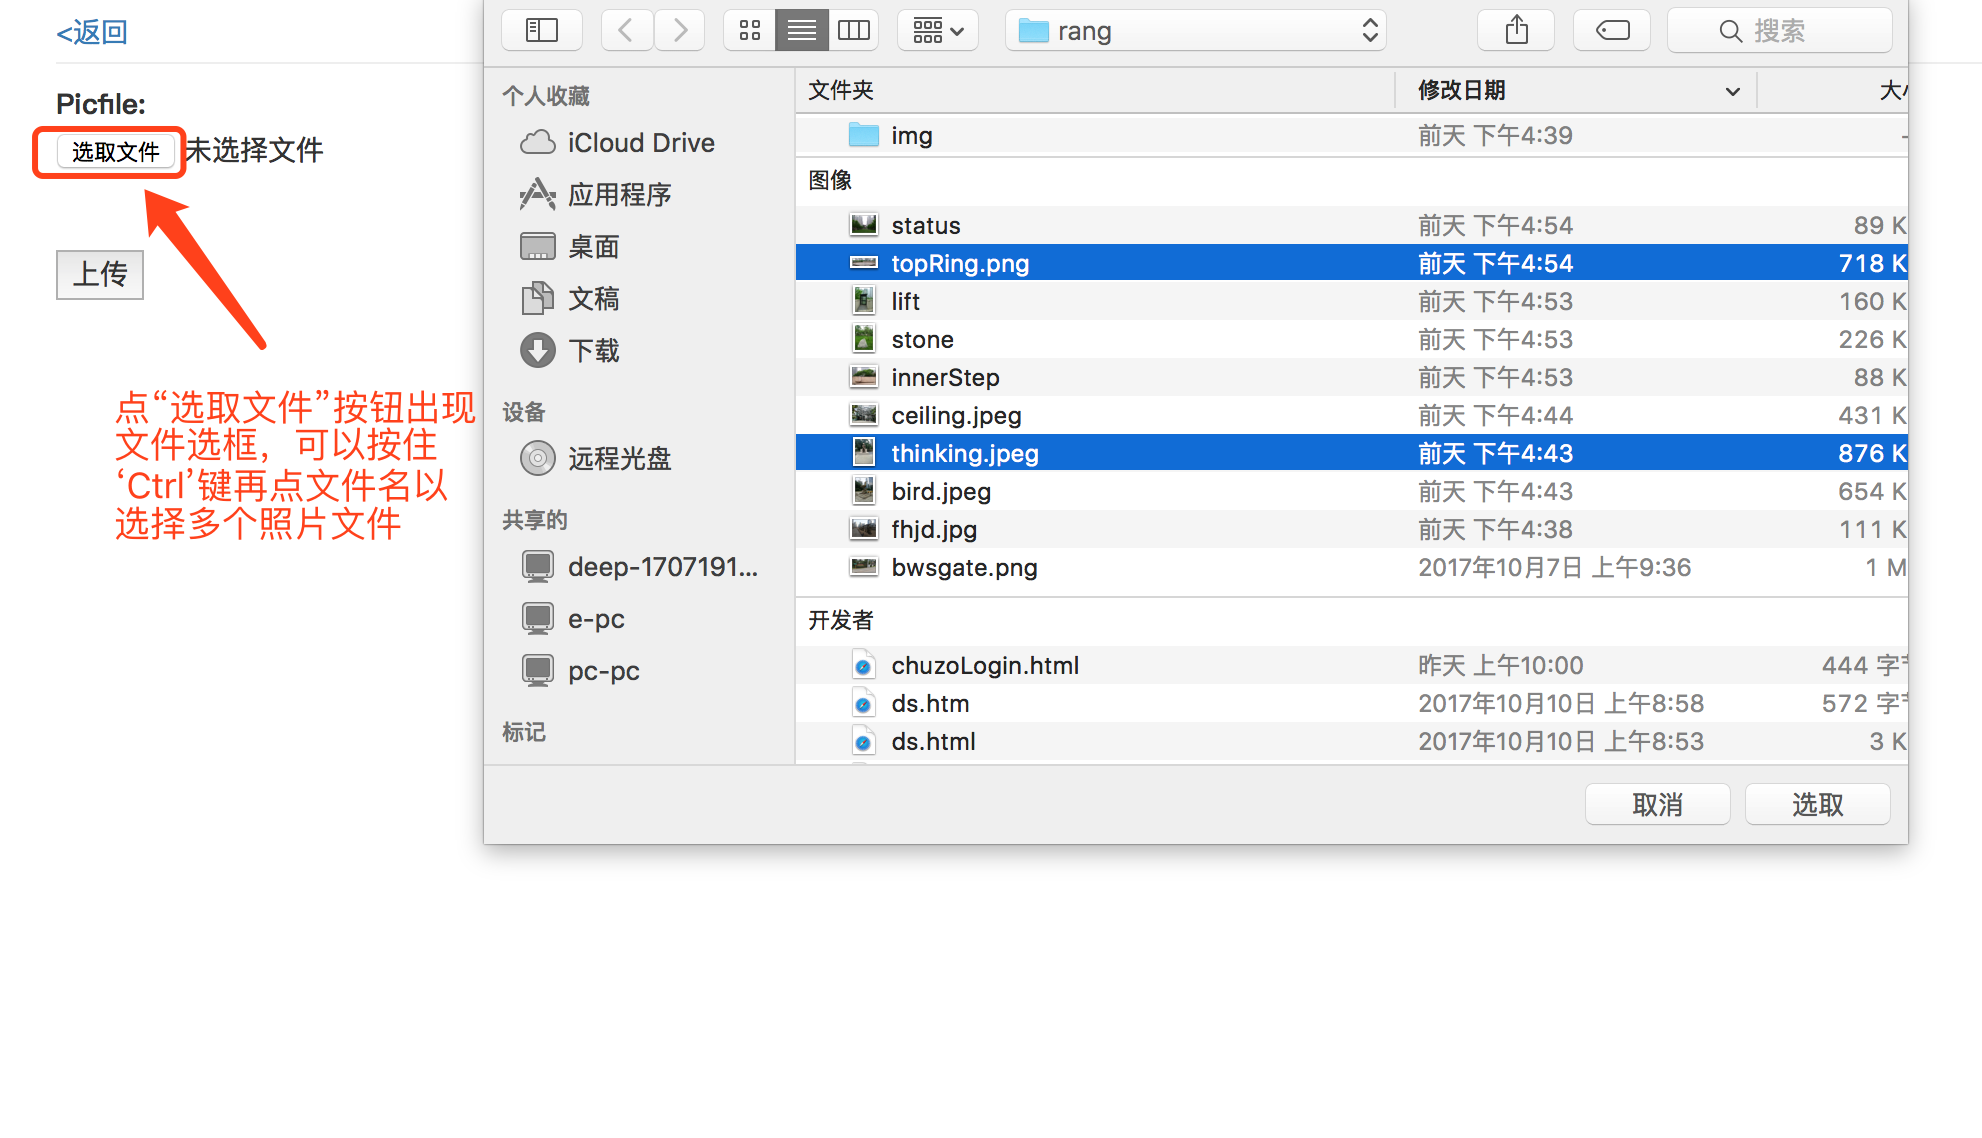 <返回
Picfile:
选取文件 未选择文件
上传
点“选取文件”按钮出现
文件选框，可以按住
‘Ctrl’键再点文件名以
选择多个照片文件
rang
搜索
个人收藏
iCloud Drive
应用程序
桌面
文稿
下载
设备
远程光盘
共享的
deep-1707191...
e-pc
pc-pc
标记
文件夹 修改日期
img 前天 下午4:39
图像
status 前天 下午4:54 89 K
topRing.png 前天 下午4:54 718 K
lift 前天 下午4:53 160 K
stone 前天 下午4:53 226 K
innerStep 前天 下午4:53 88 K
ceiling.jpeg 前天 下午4:44 431 K
thinking.jpeg 前天 下午4:43 876 K
bird.jpeg 前天 下午4:43 654 K
fhjd.jpg 前天 下午4:38 111 K
bwsgate.png 2017年10月7日 上午9:36 1 M
开发者
chuzoLogin.html 昨天 上午10:00 444 字
ds.htm 2017年10月10日 上午8:58 572 字
ds.html 2017年10月10日 上午8:53 3 K
取消 选取